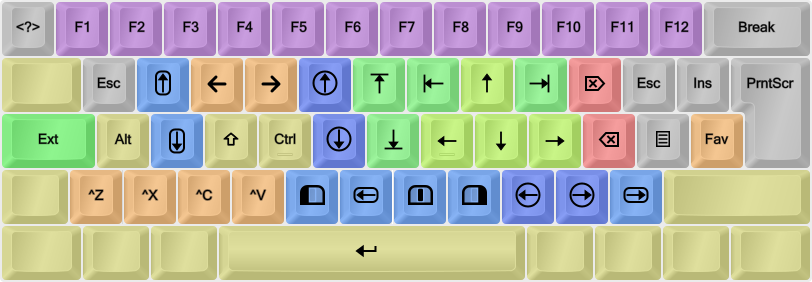 <?> F1 F2 F3 F4 F5 F6 F7 F8 F9 F10 F11 F12 Break
Esc ← → Esc Ins PrntScr
Ext Alt Ctrl Fav
^Z ^X ^C ^V